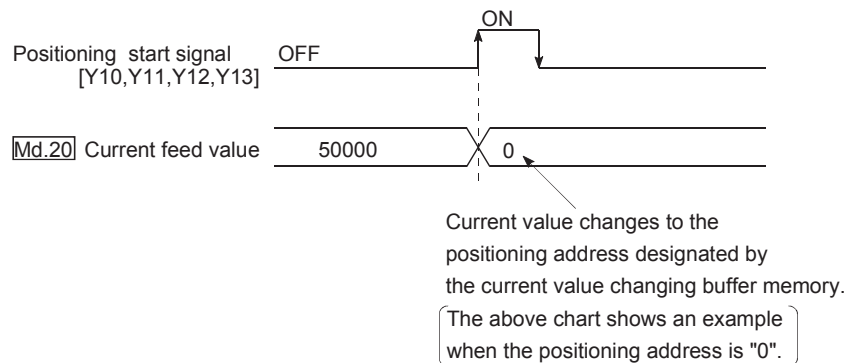 ON
Positioning start signal OFF
[Y10,Y11,Y12,Y13]
Md.20 Current feed value 50000 0
Current value changes to the
positioning address designated by
the current value changing buffer memory.
The above chart shows an example
when the positioning address is "0".